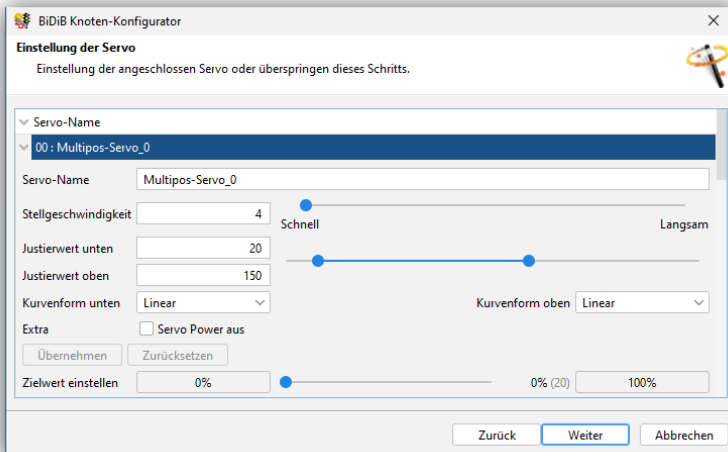 BiDiB Knoten-Konfigurator
Einstellung der Servo
Einstellung der angeschlossen Servo oder überspringen dieses Schritts.
Servo-Name
00 : Multipos-Servo_0
Servo-Name Multipos-Servo_0
Stellgeschwindigkeit 4
Schnell Langsam
Justierwert unten 20
Justierwert oben 150
Kurvenform unten Linear Kurvenform oben Linear
Extra Servo Power aus
Übernehmen Zurücksetzen
Zielwert einstellen 0% 0% (20) 100%
Zurück Weiter Abbrechen